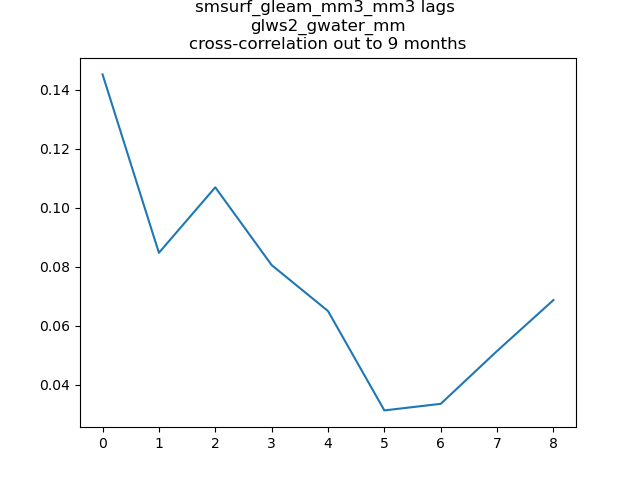 smsurf_gleam_mm3_mm3 lags
glws2_gwater_mm
cross-correlation out to 9 months
0.14
0.12
0.10
0.08
0.06
0.04
0 1 2 3 4 5 6 7 8